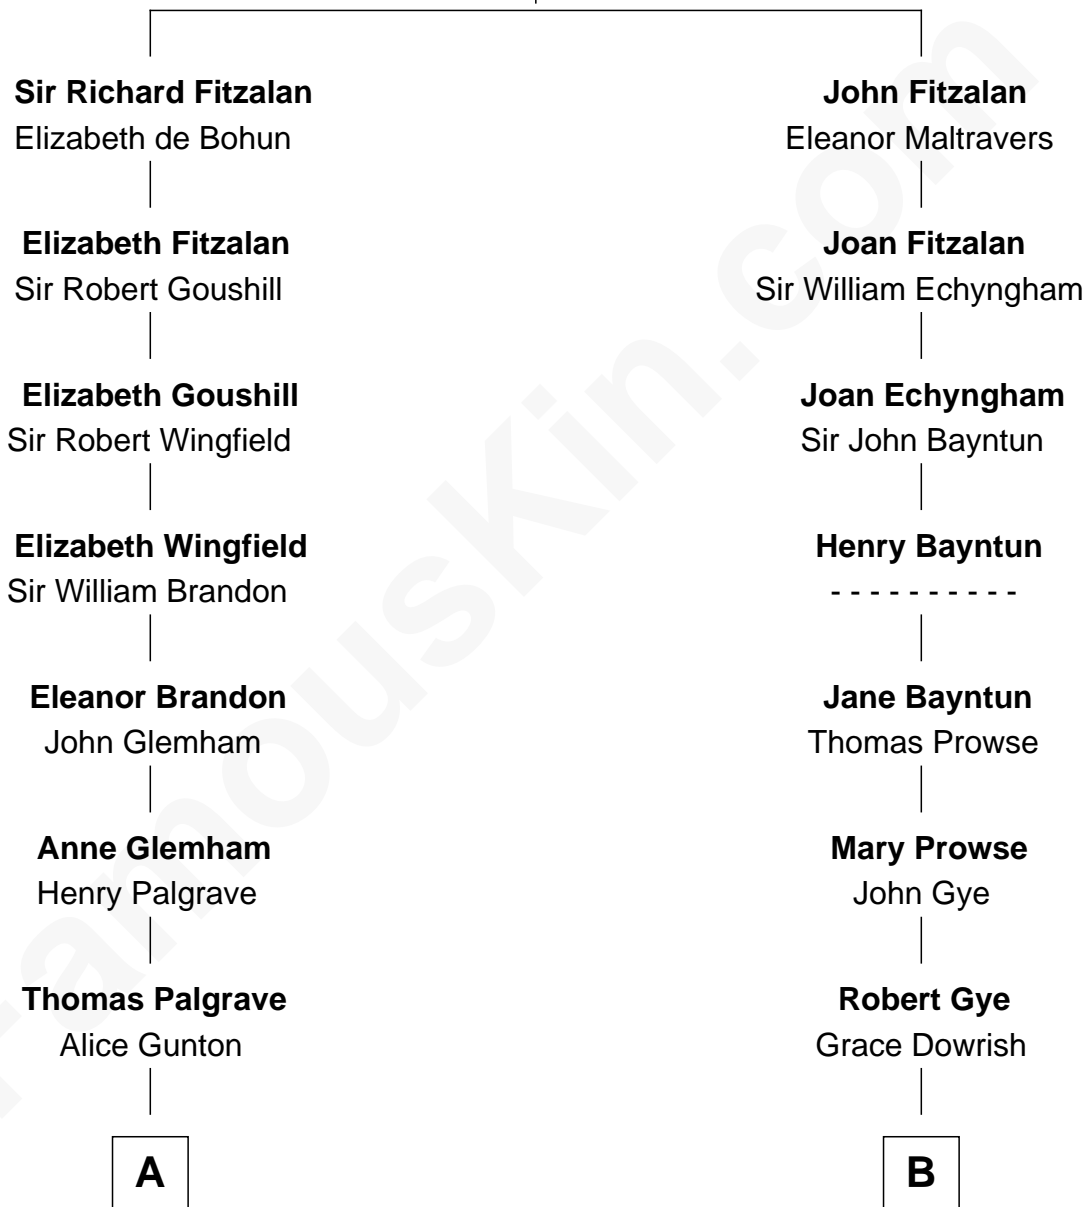 Sir Richard Fitzalan
Elizabeth de Bohun
Elizabeth Fitzalan
Sir Robert Goushill
Elizabeth Goushill
Sir Robert Wingfield
Elizabeth Wingfield
Sir William Brandon
Eleanor Brandon
John Glemham
Anne Glemham
Henry Palgrave
Thomas Palgrave
Alice Gunton
A
John Fitzalan
Eleanor Maltravers
Joan Fitzalan
Sir William Echyngham
Joan Echyngham
Sir John Bayntun
Henry Bayntun
- - - - - - - - - -
Jane Bayntun
Thomas Prowse
Mary Prowse
John Gye
Robert Gye
Grace Dowrish
B
FamousKin.com